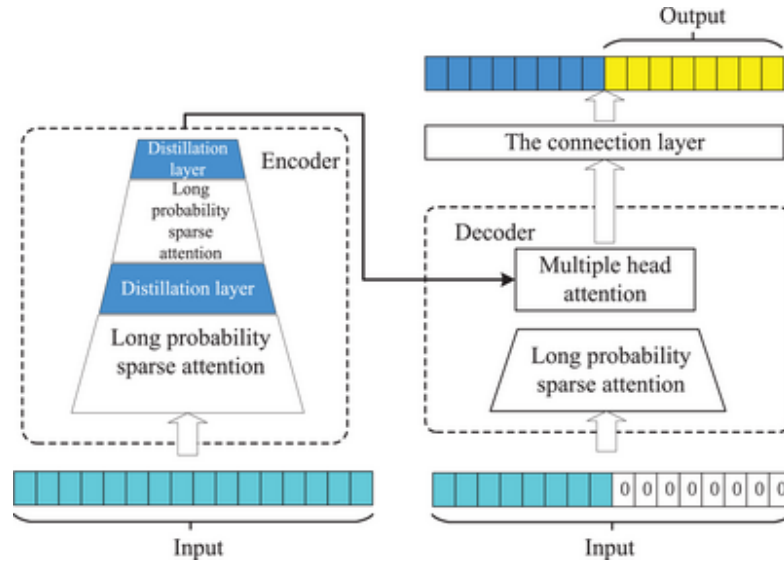 Output
The connection layer
Encoder
Distillation
layer
Long
probability
sparse
attention
Distillation layer
Long probability
sparse attention
Input
Decoder
Multiple head
attention
Long probability
sparse attention
0 0 0 0 0 0 0 0
Input